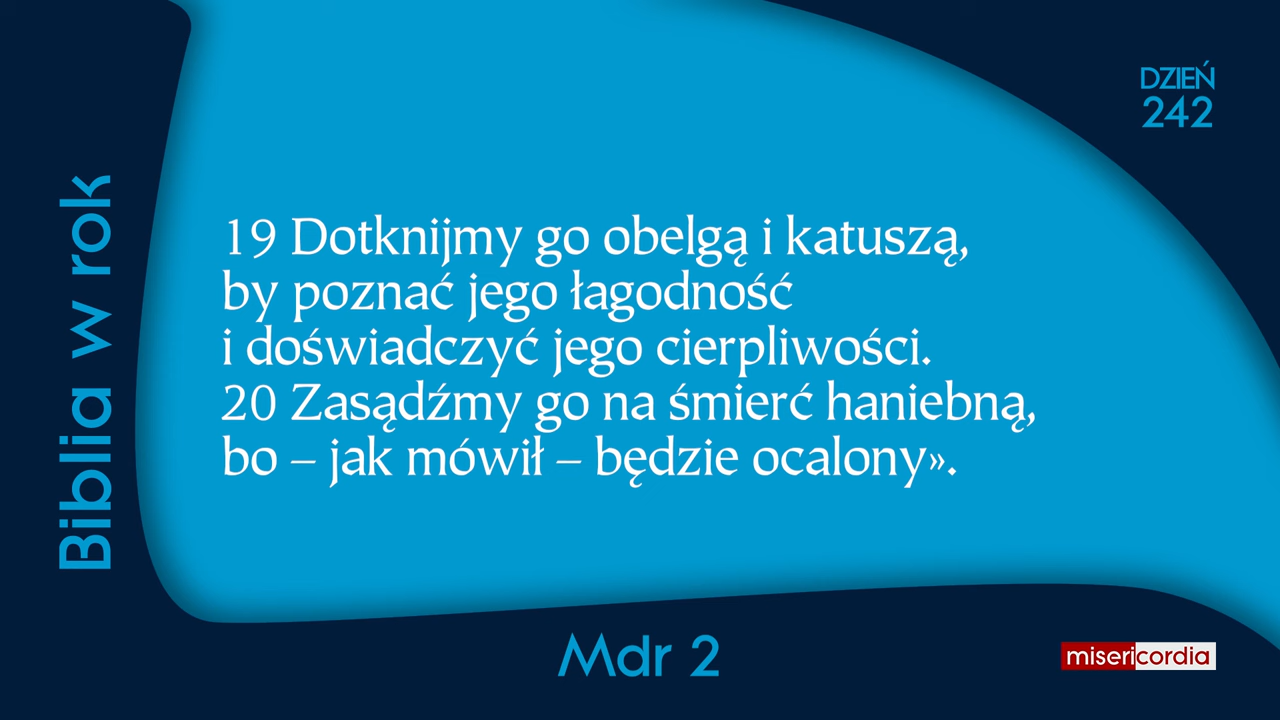 DZIEŃ
242
Biblia w rok
19 Dotknijmy go obelgą i katuszą,
by poznać jego łagodność
i doświadczyć jego cierpliwości.
20 Zasądźmy go na śmierć haniebną,
bo – jak mówił – będzie ocalony».
Mdr 2
misericordia